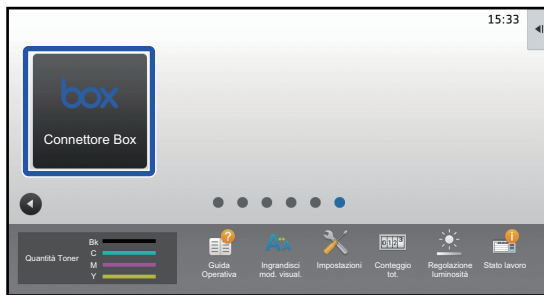 15:33
box
Connettore Box
Quantità Toner
Bk
C
M
Y
Guida
Operativa
Ingrandisci
mod. visual.
Impostazioni
Conteggio
tot.
Regolazione
luminosità
Stato lavoro